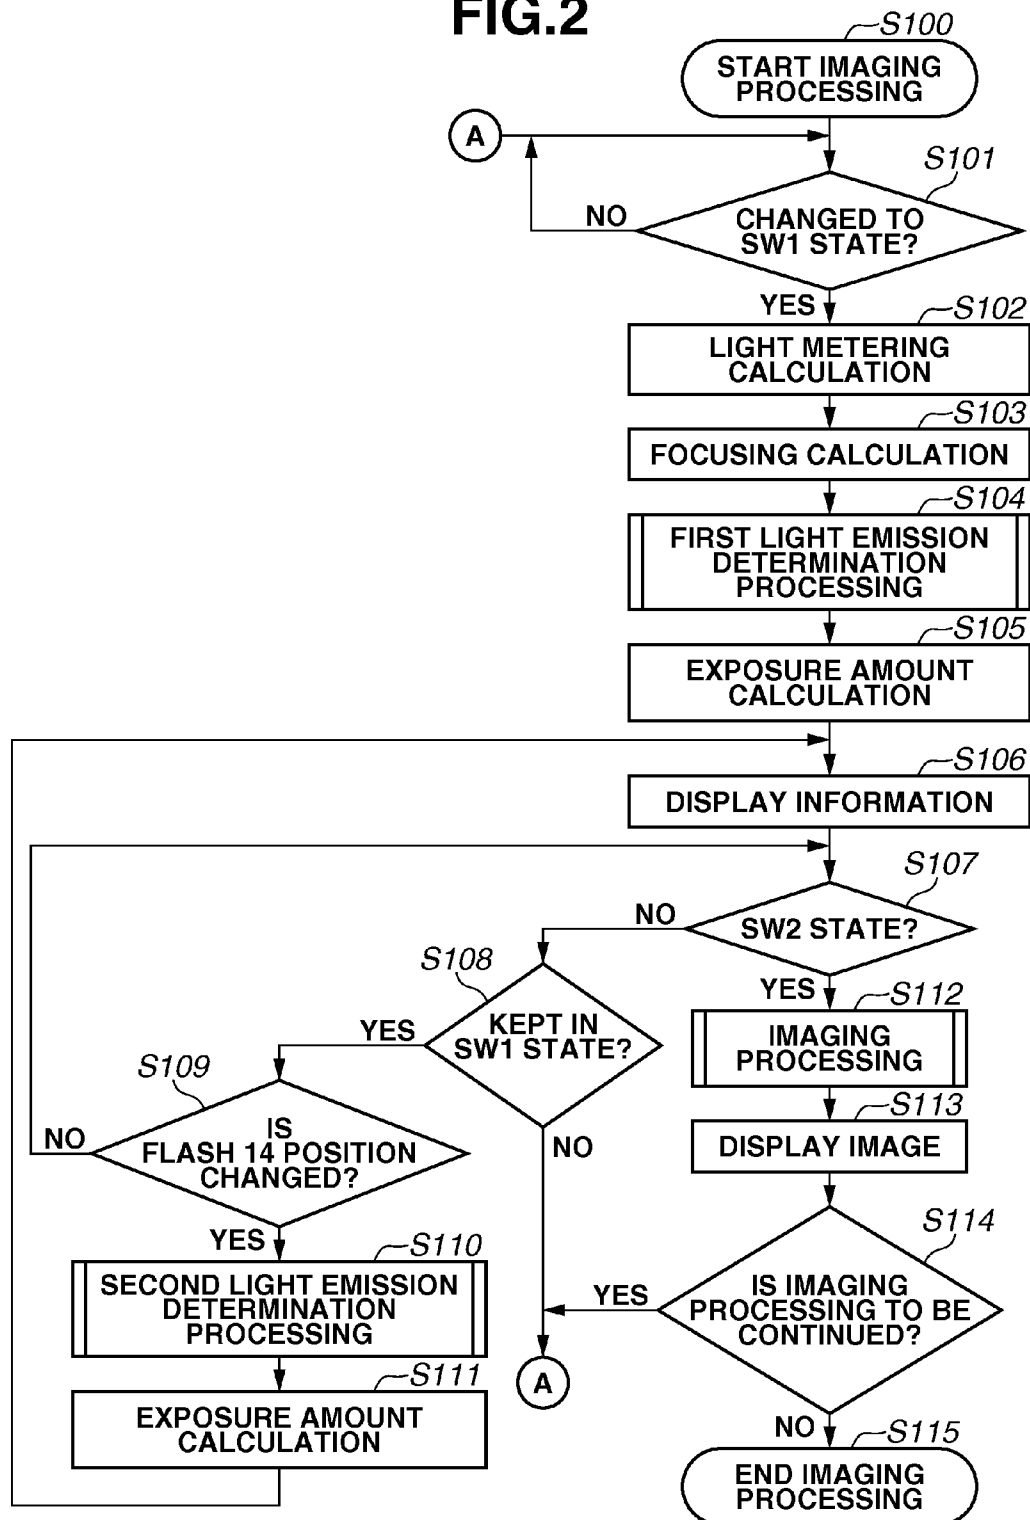 FIG.2
S100
START IMAGING
PROCESSING
A
S101
NO
CHANGED TO
SW1 STATE?
YES
S102
LIGHT METERING
CALCULATION
S103
FOCUSING CALCULATION
S104
FIRST LIGHT EMISSION
DETERMINATION
PROCESSING
S105
EXPOSURE AMOUNT
CALCULATION
S106
DISPLAY INFORMATION
S107
NO
SW2 STATE?
S108
YES
S112
KEPT IN
SW1 STATE?
YES
IMAGING
PROCESSING
S109
S113
NO
IS
FLASH 14 POSITION
CHANGED?
NO
DISPLAY IMAGE
YES
S110
S114
SECOND LIGHT EMISSION
DETERMINATION
PROCESSING
YES
IS IMAGING
PROCESSING TO BE
CONTINUED?
S111
A
EXPOSURE AMOUNT
CALCULATION
NO
S115
END IMAGING
PROCESSING